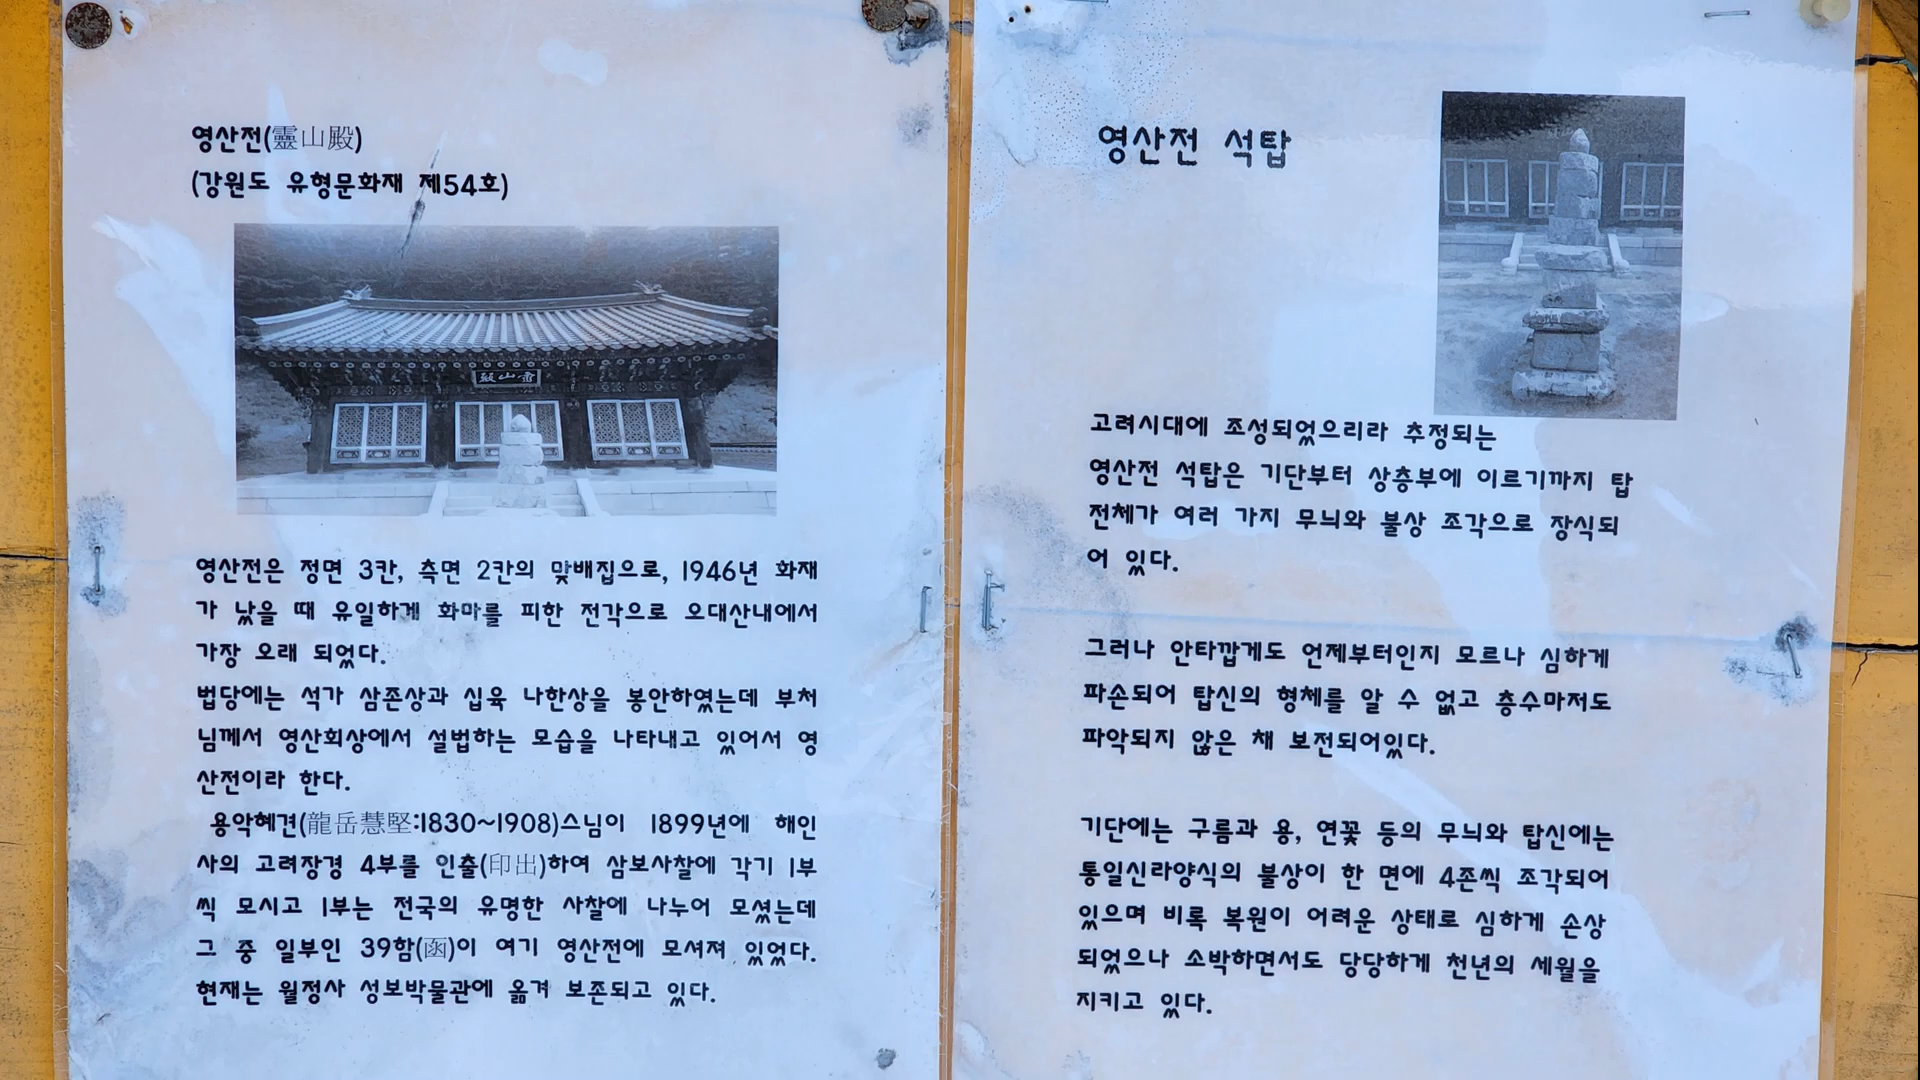 영산전(靈山殿)
(강원도 유형문화재 제54호)
靈山殿
영산전은 정면 3칸, 측면 2칸의 맞배집으로, 1946년 화재
가 났을 때 유일하게 화마를 피한 전각으로 오대산내에서
가장 오래 되었다.
법당에는 석가 삼존상과 십육 나한상을 봉안하였는데 부처
님께서 영산회상에서 설법하는 모습을 나타내고 있어서 영
산전이라 한다.
용악혜견(龍岳慧堅:1830~1908)스님이 1899년에 해인
사의 고려장경 4부를 인출(印出)하여 삼보사찰에 각기 1부
씩 모시고 1부는 전국의 유명한 사찰에 나누어 모셨는데
그 중 일부인 39함(函)이 여기 영산전에 모셔져 있었다.
현재는 월정사 성보박물관에 옮겨 보존되고 있다.
영산전 석탑
고려시대에 조성되었으리라 추정되는
영산전 석탑은 기단부터 상층부에 이르기까지 탑
전체가 여러 가지 무늬와 불상 조각으로 장식되
어 있다.
그러나 안타깝게도 언제부터인지 모르나 심하게
파손되어 탑신의 형체를 알 수 없고 층수마저도
파악되지 않은 채 보전되어있다.
기단에는 구름과 용, 연꽃 등의 무늬와 탑신에는
통일신라양식의 불상이 한 면에 4존씩 조각되어
있으며 비록 복원이 어려운 상태로 심하게 손상
되었으나 소박하면서도 당당하게 천년의 세월을
지키고 있다.